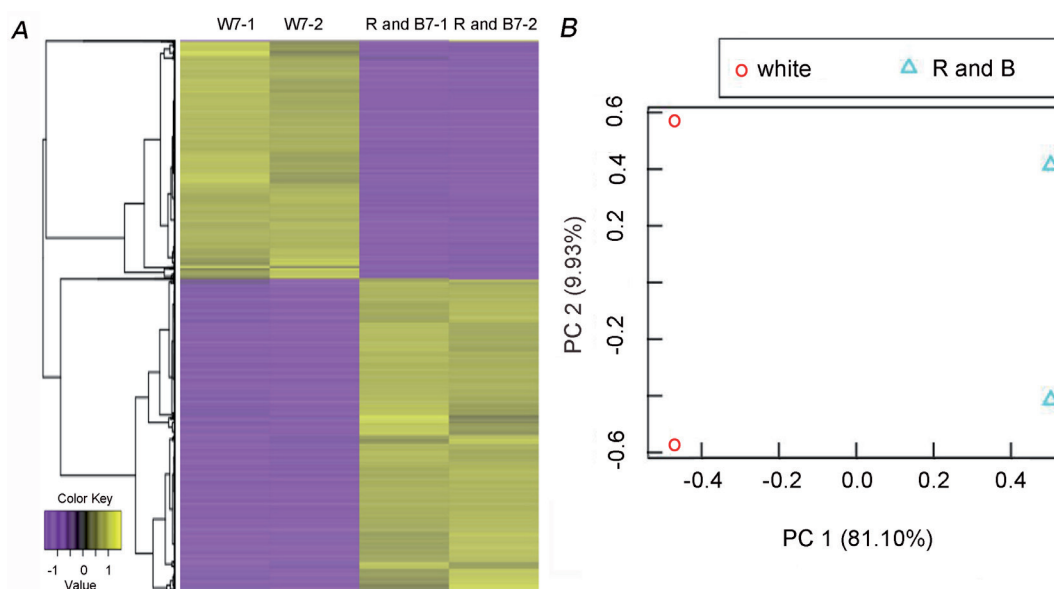 A
W7-1 W7-2 R and B7-1 R and B7-2
Color Key
-1 0 1
Value
B
white R and B
PC 2 (9.93%)
0.6
0.4
0.2
-0.2
-0.6
-0.4 -0.2 0.0 0.2 0.4
PC 1 (81.10%)